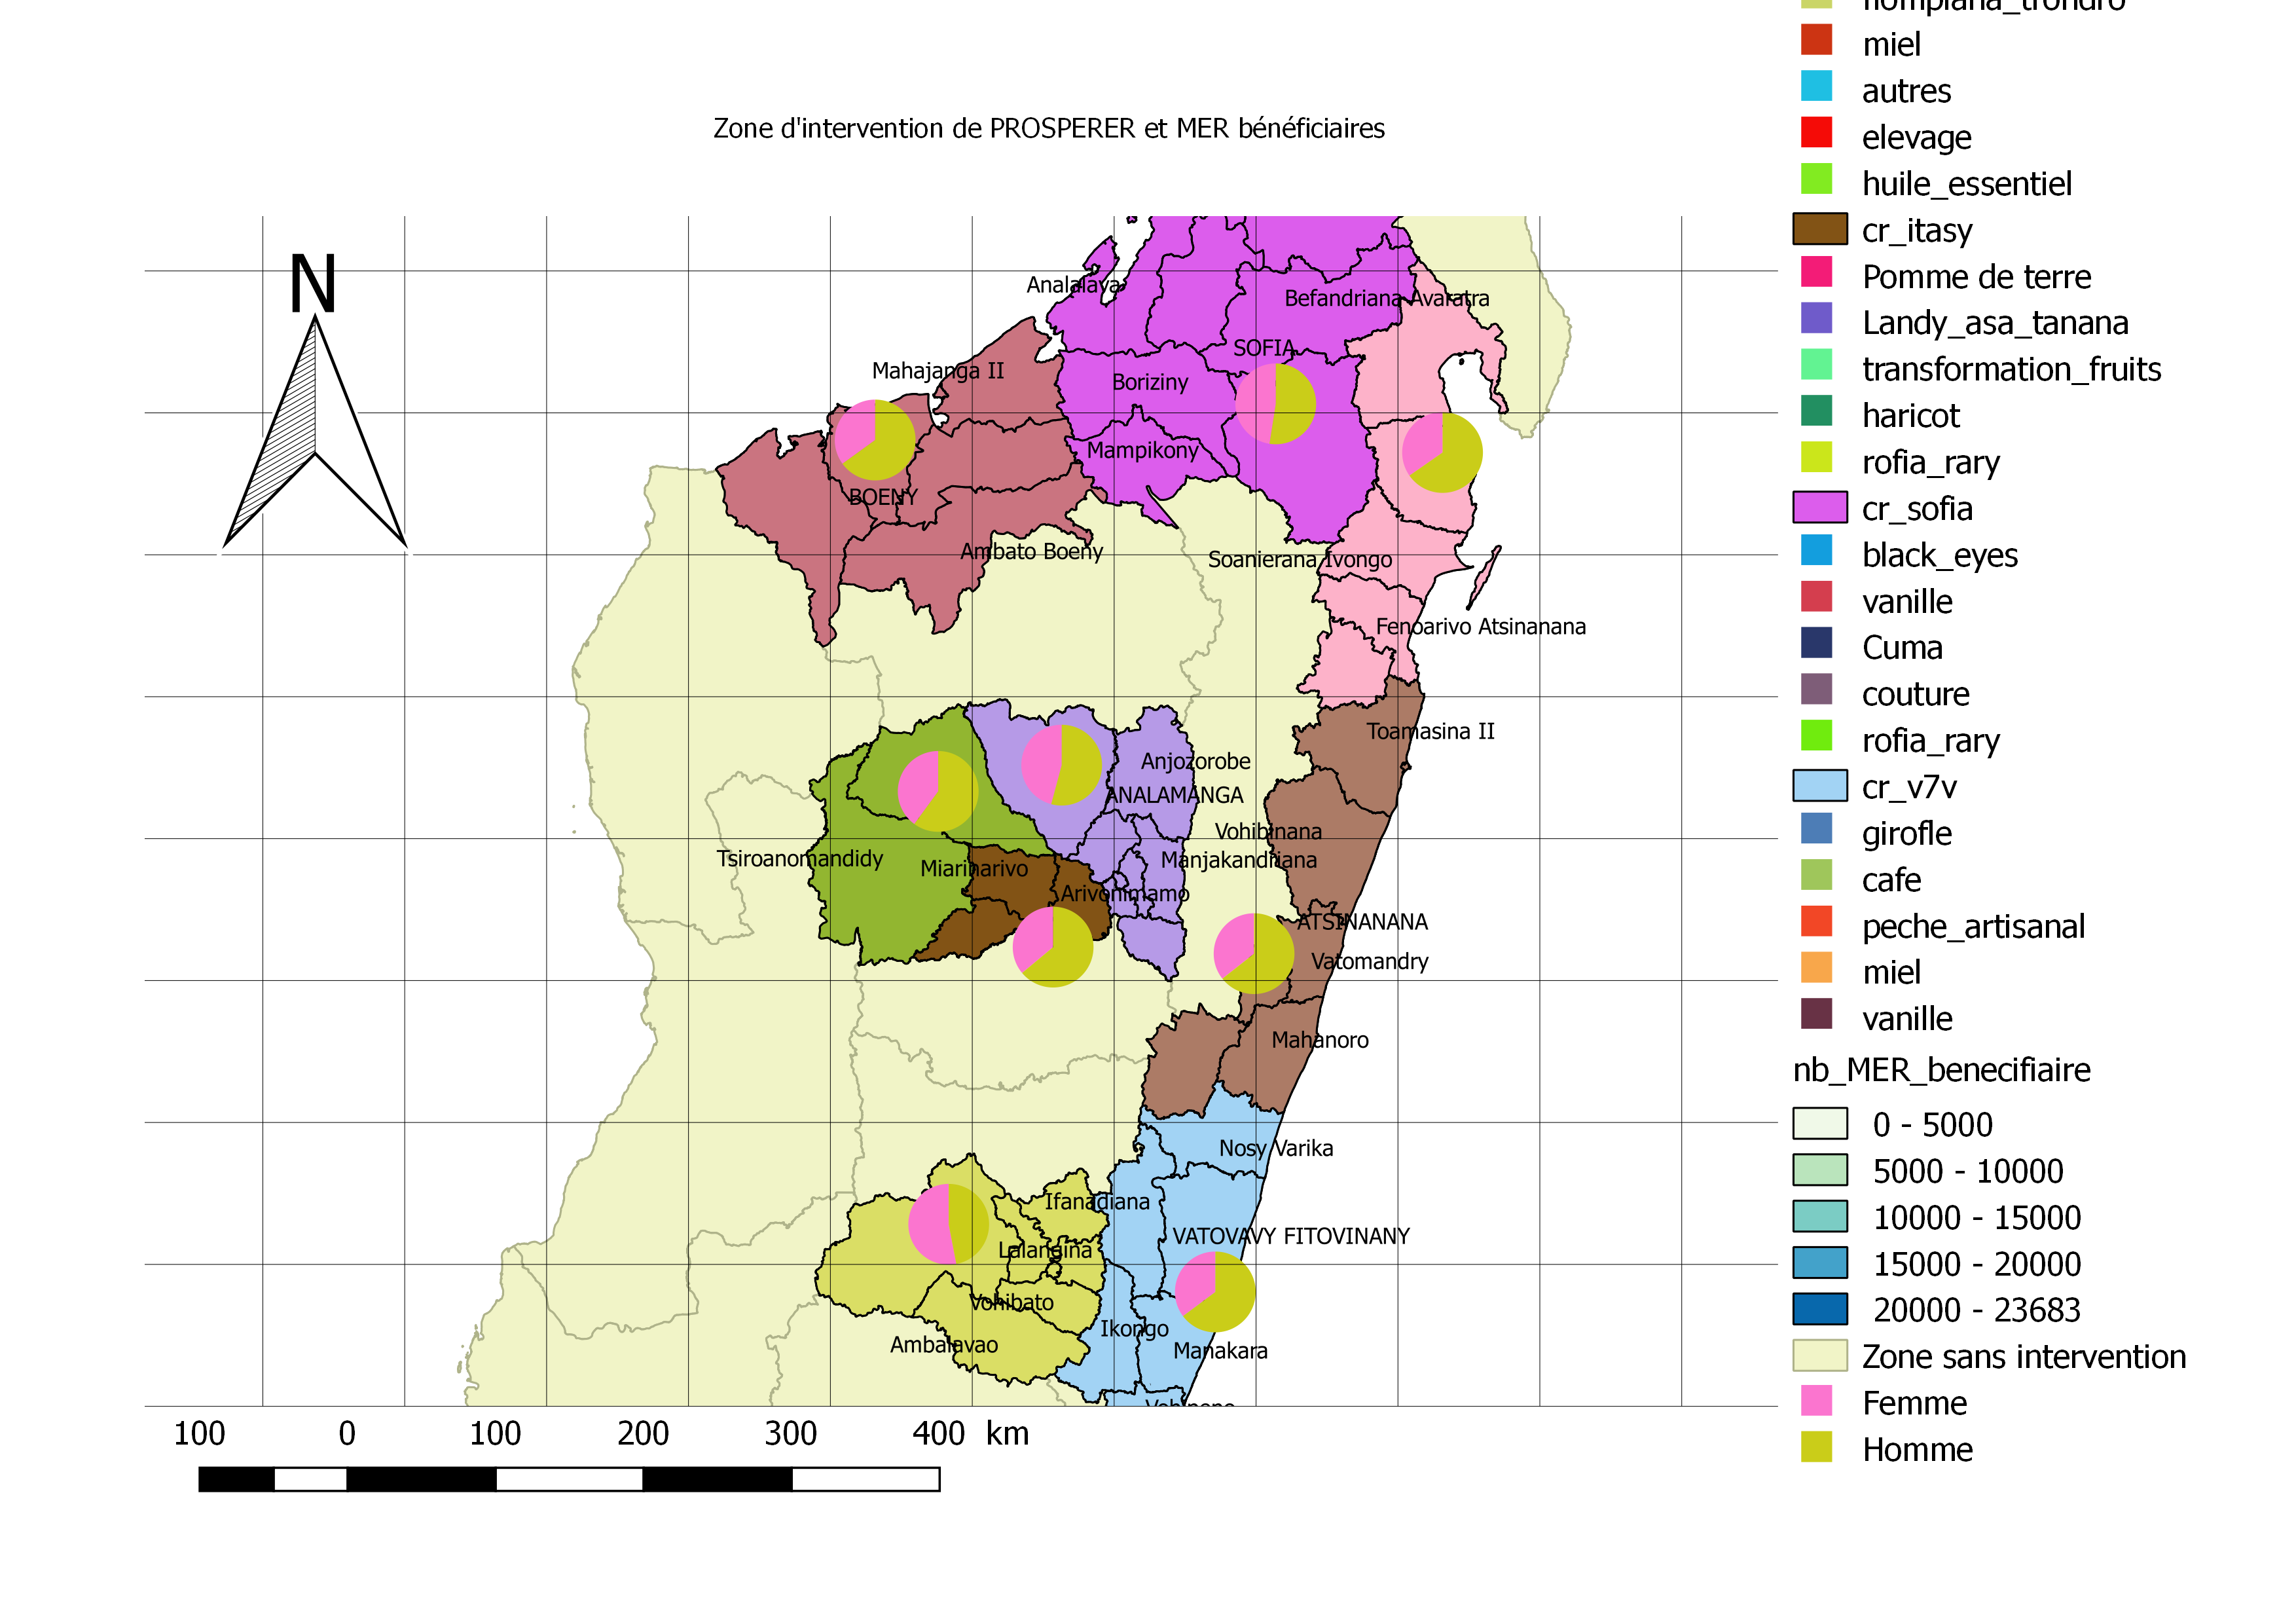 Zone d'intervention de PROSPERER et MER bénéficiaires
N
Analalava
Befandriana Avaratra
SOFIA
Mahajanga II
Boriziny
Mampikony
BOENY
Ambato Boeny
Soanierana Ivongo
Fenoarivo Atsinanana
Toamasina II
Anjozorobe
ANALAMANGA
Vohibinana
Tsiroanomandidy
Manjakandriana
Miarinarivo
Arivonimamo
ATSINANANA
Vatomandry
Mahanoro
Nosy Varika
Ifanadiana
VATOVAVY FITOVINANY
Lalangina
Vohibato
Ikongo
Ambalavao
Manakara
100 0 100 200 300 400 km
miel
autres
elevage
huile_essentiel
cr_itasy
Pomme de terre
Landy_asa_tanana
transformation_fruits
haricot
rofia_rary
cr_sofia
black_eyes
vanille
Cuma
couture
rofia_rary
cr_v7v
girofle
cafe
peche_artisanal
miel
vanille
nb_MER_benecifiaire
0 - 5000
5000 - 10000
10000 - 15000
15000 - 20000
20000 - 23683
Zone sans intervention
Femme
Homme